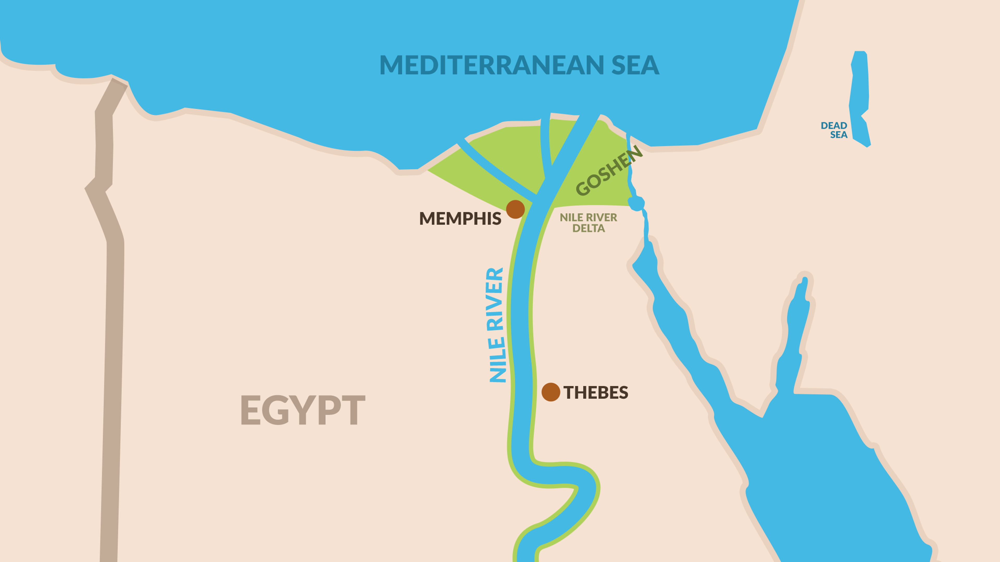 MEDITERRANEAN SEA
DEAD
SEA
GOSHEN
MEMPHIS
NILE RIVER
DELTA
NILE RIVER
THEBES
EGYPT